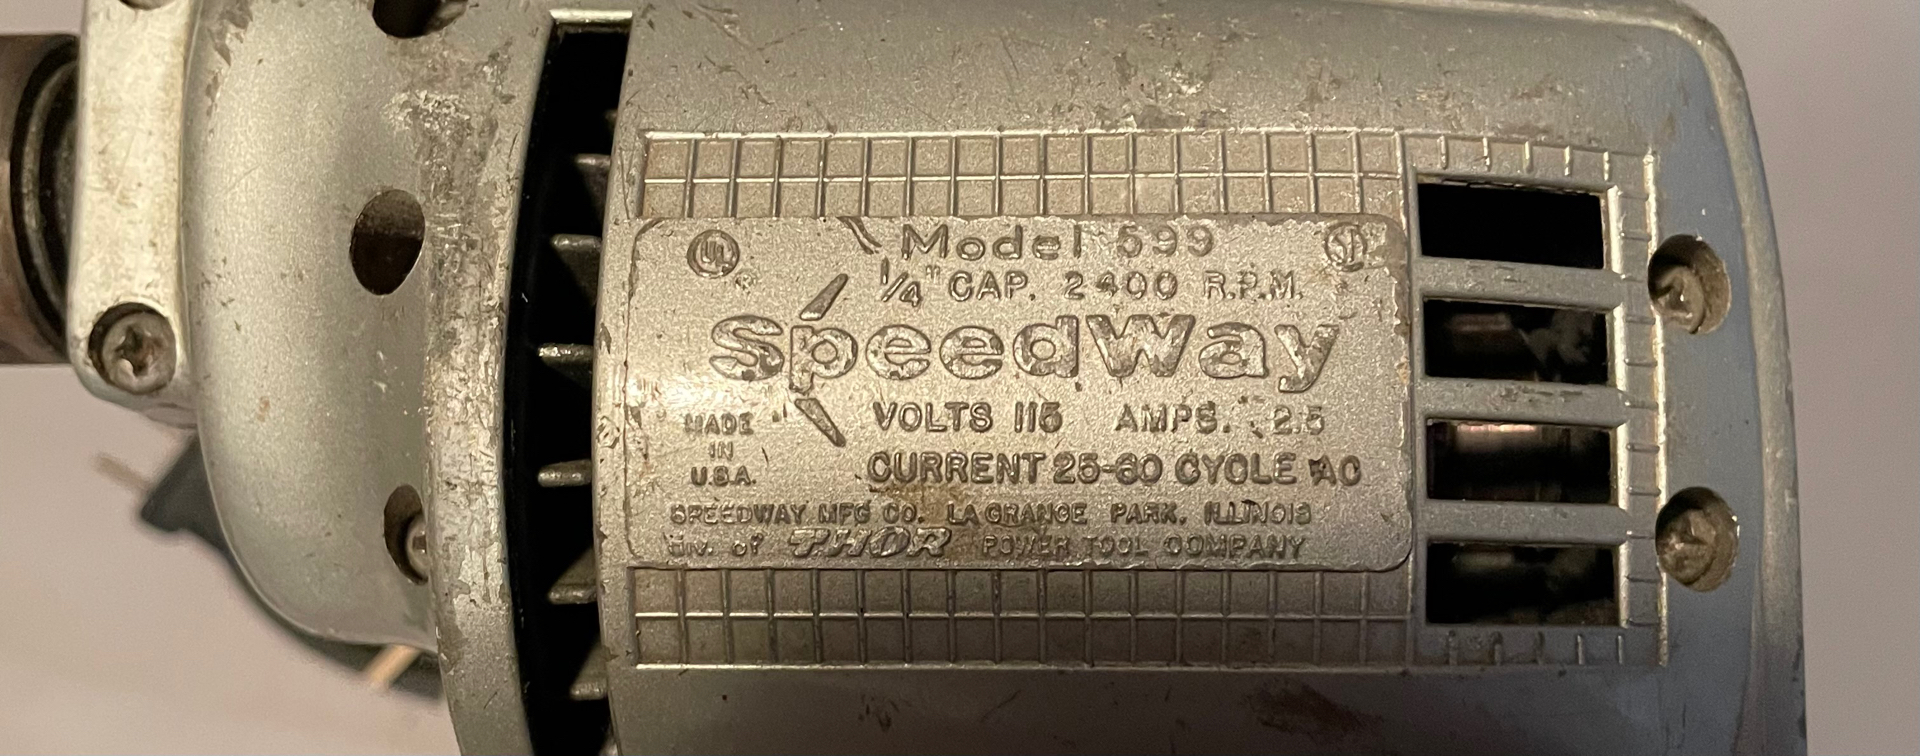 UL Model 599
1/4" CAP. 2400 R.P.M.
SpeedWay
MADE IN U.S.A.
VOLTS 115 AMPS. 2.5
CURRENT 25-60 CYCLE AC
SPEEDWAY MFG CO. LA GRANGE PARK, ILLINOIS
DIV. OF THOR POWER TOOL COMPANY